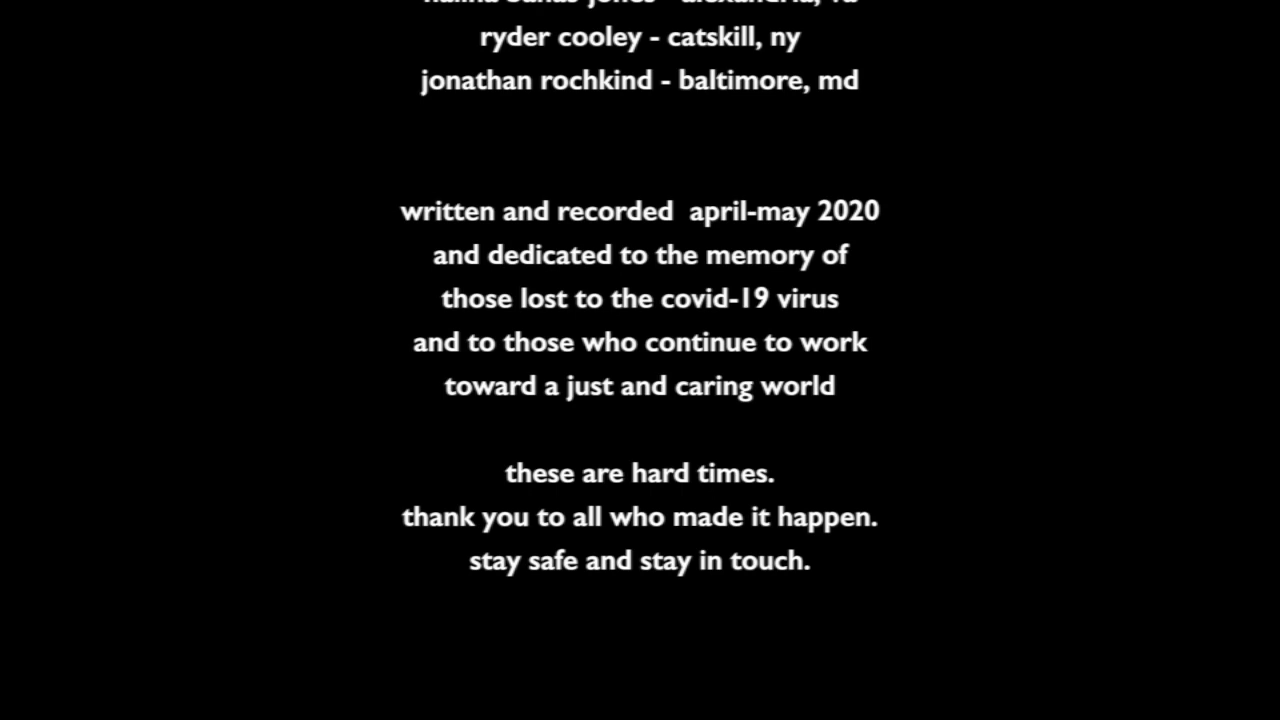 ryder cooley - catskill, ny
jonathan rochkind - baltimore, md
written and recorded  april-may 2020
and dedicated to the memory of
those lost to the covid-19 virus
and to those who continue to work
toward a just and caring world
these are hard times.
thank you to all who made it happen.
stay safe and stay in touch.